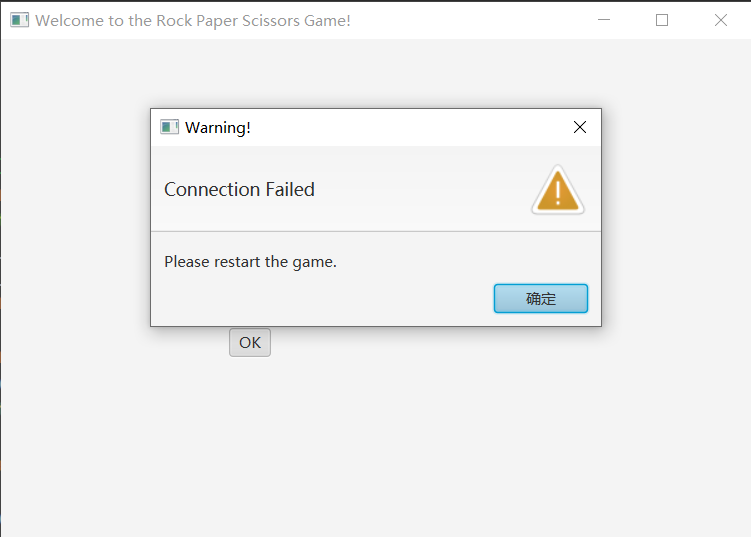 Welcome to the Rock Paper Scissors Game!
Warning!
Connection Failed
Please restart the game.
确定
OK